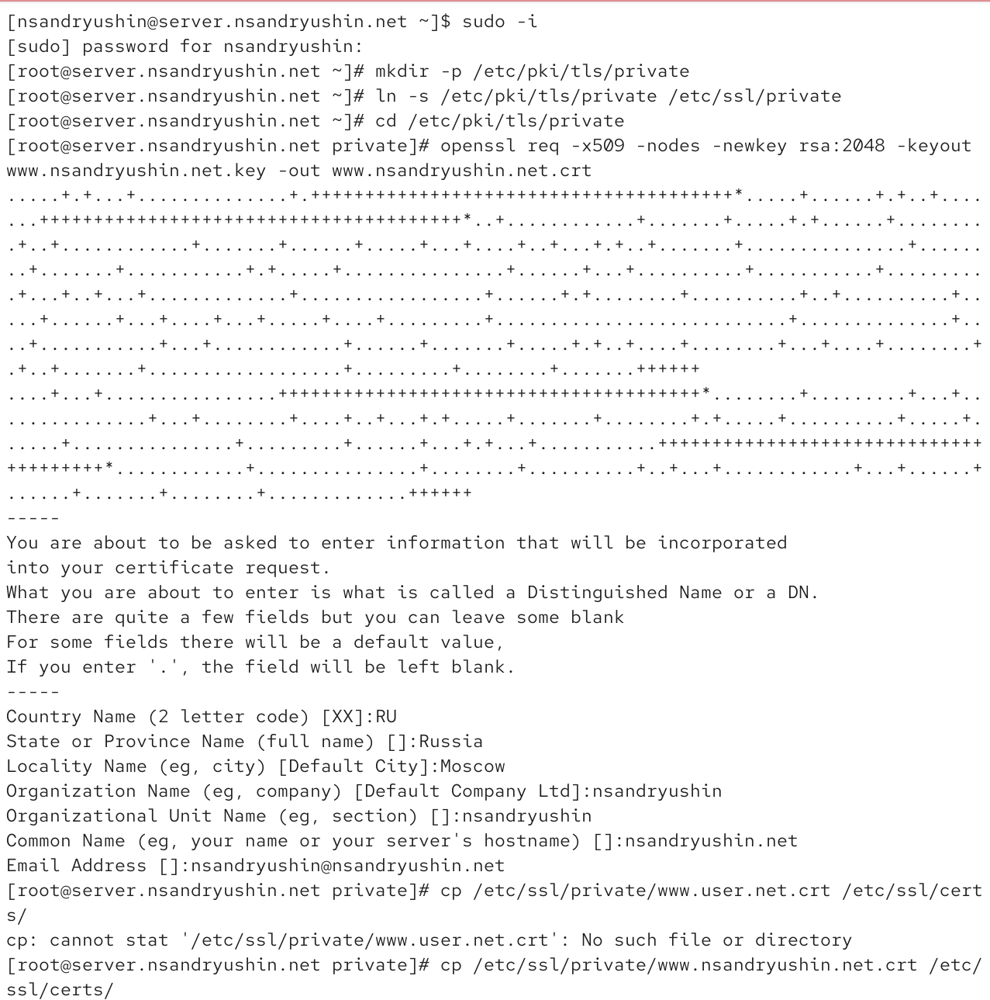 [nsandryushin@server.nsandryushin.net ~]$ sudo -i
[sudo] password for nsandryushin:
[root@server.nsandryushin.net ~]# mkdir -p /etc/pki/tls/private
[root@server.nsandryushin.net ~]# ln -s /etc/pki/tls/private /etc/ssl/private
[root@server.nsandryushin.net ~]# cd /etc/pki/tls/private
[root@server.nsandryushin.net private]# openssl req -x509 -nodes -newkey rsa:2048 -keyout
www.nsandryushin.net.key -out www.nsandryushin.net.crt
.....+.+...+..............+.+++++++++++++++++++++++++++++++++++++++*.....+......+.+..+....
...+++++++++++++++++++++++++++++++++++++++*..+............+.......+.....+.+......+........
.+..+............+.......+......+.....+...+....+..+...+.+..+.......+...............+......
..+.......+...........+.+.....+...............+......+...+..........+...........+.........
.+...+..+...+.............+.................+......+.+........+..........+..+..........+..
...+......+...+....+...+.....+....+.........+...........................+..............+..
..+...........+...+............+......+.......+.....+.+..+....+........+...+....+........+
.+..+.......+..................+.........+........+.......++++++
....+...+................+++++++++++++++++++++++++++++++++++++++*........+.........+...+..
.............+...+........+....+..+...+.+.....+.......+........+.+.....+..........+.....+.
.....+...............+.........+......+...+.+...+...........++++++++++++++++++++++++++++++
+++++++++*............+...............+........+..........+..+...+............+...+......+
......+.......+........+.............++++++
-----
You are about to be asked to enter information that will be incorporated
into your certificate request.
What you are about to enter is what is called a Distinguished Name or a DN.
There are quite a few fields but you can leave some blank
For some fields there will be a default value,
If you enter '.', the field will be left blank.
-----
Country Name (2 letter code) [XX]:RU
State or Province Name (full name) []:Russia
Locality Name (eg, city) [Default City]:Moscow
Organization Name (eg, company) [Default Company Ltd]:nsandryushin
Organizational Unit Name (eg, section) []:nsandryushin
Common Name (eg, your name or your server's hostname) []:nsandryushin.net
Email Address []:nsandryushin@nsandryushin.net
[root@server.nsandryushin.net private]# cp /etc/ssl/private/www.user.net.crt /etc/ssl/cert
s/
cp: cannot stat '/etc/ssl/private/www.user.net.crt': No such file or directory
[root@server.nsandryushin.net private]# cp /etc/ssl/private/www.nsandryushin.net.crt /etc/
ssl/certs/